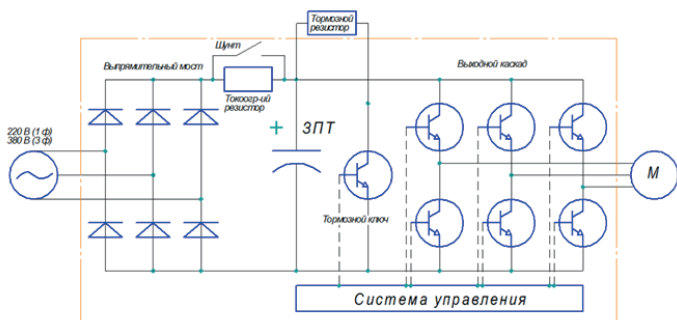 Тормозной
резистор
Шунт
Выпрямительный мост
Выходной каскад
Токоогр-ий
резистор
220 В (1 ф)
380 В (3 ф)
+ ЗПТ
М
Тормозной ключ
Система управления